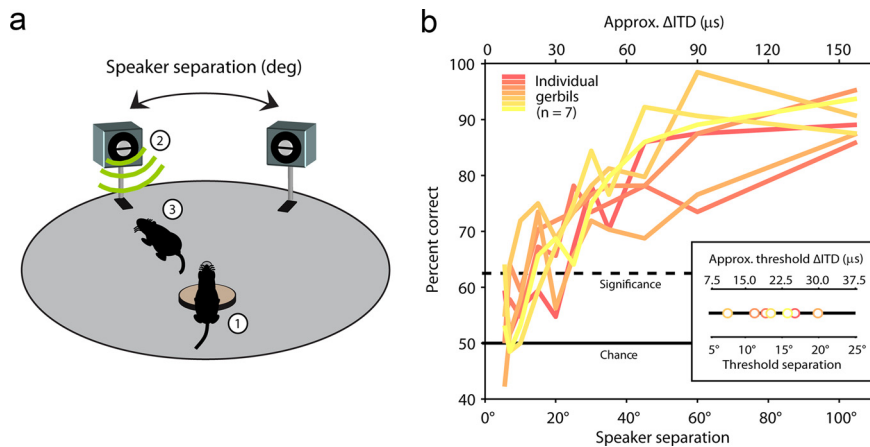 a
Speaker separation (deg)
2
3
1
b
Approx. ΔITD (μs)
0 30 60 90 120 150
100
90
80
70
60
50
40
Percent correct
Individual
gerbils
(n = 7)
Significance
Chance
Approx. threshold ΔITD (μs)
7.5 15.0 22.5 30.0 37.5
5° 10° 15° 20° 25°
Threshold separation
0° 20° 40° 60° 80° 100°
Speaker separation